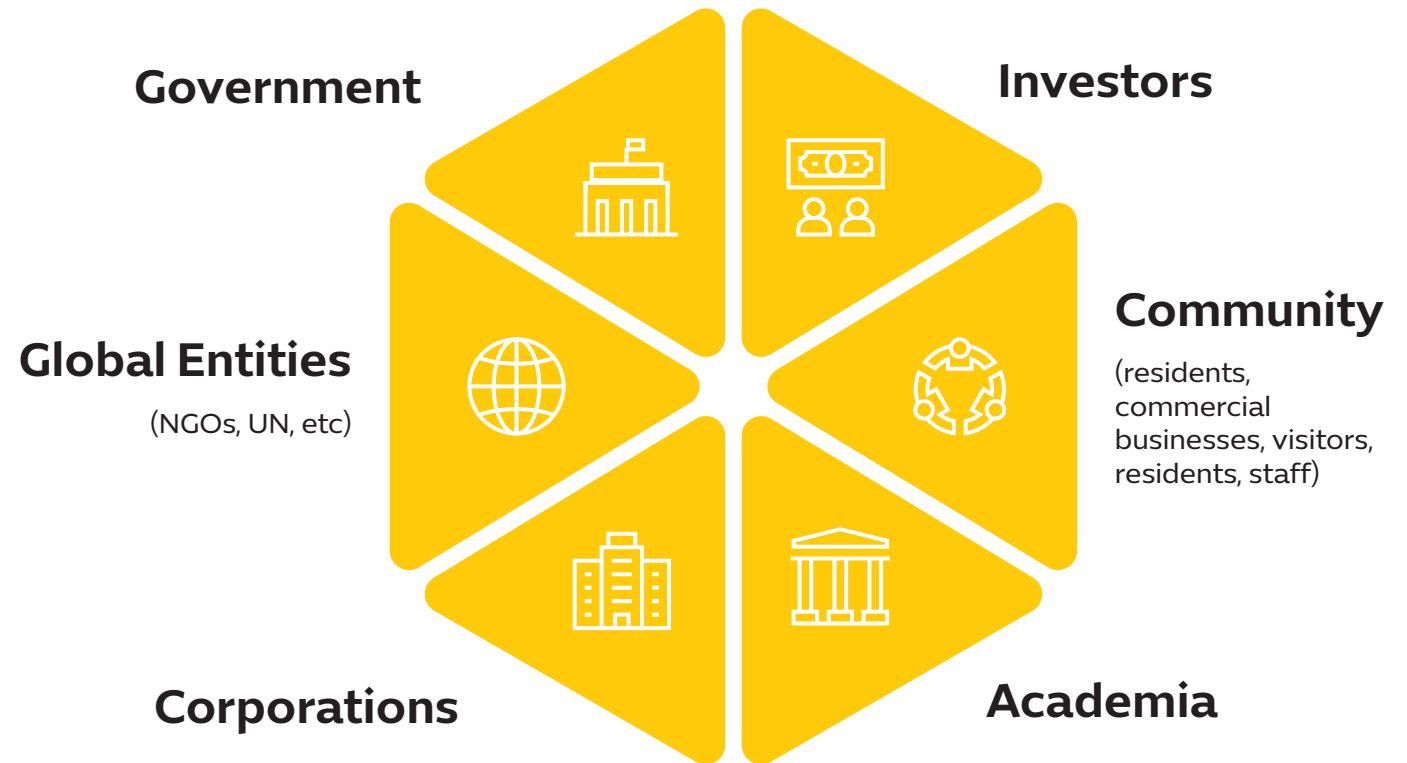 Government
Investors
Global Entities
(NGOs, UN, etc)
Community
(residents,
commercial
businesses, visitors,
residents, staff)
Corporations
Academia